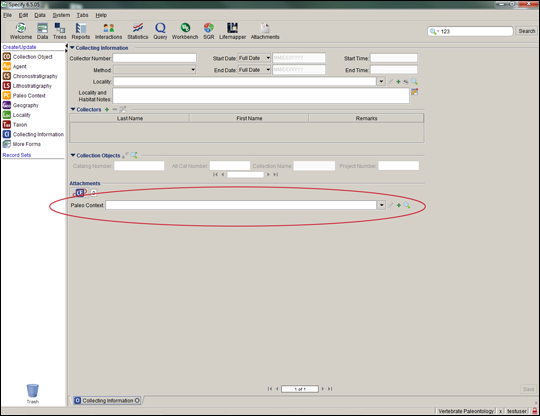 Specify 6.5.05
File Edit Data System Tabs Help
Welcome Data Trees Reports Interactions Statistics Query Workbench SGR Lifemapper Attachments
123 Search
Create/Update
CO Collection Object
Agent
CS Chronostratigraphy
LS Lithostratigraphy
PC Paleo Context
Geography
Locality
Taxon
Collecting Information
More Forms
Record Sets
Trash
Collecting Information
Collector Number: Start Date: Full Date MM/DD/YYYY Start Time:
Method: End Date: Full Date MM/DD/YYYY End Time:
Locality:
Locality and
Habitat Notes:
Collectors
Last Name First Name Remarks
Collection Objects
Catalog Number: Alt Cat Number: Collection Name Project Number:
Attachments
0
Paleo Context:
1 of 1
Save
Collecting Information
Vertebrate Paleontology x testuser